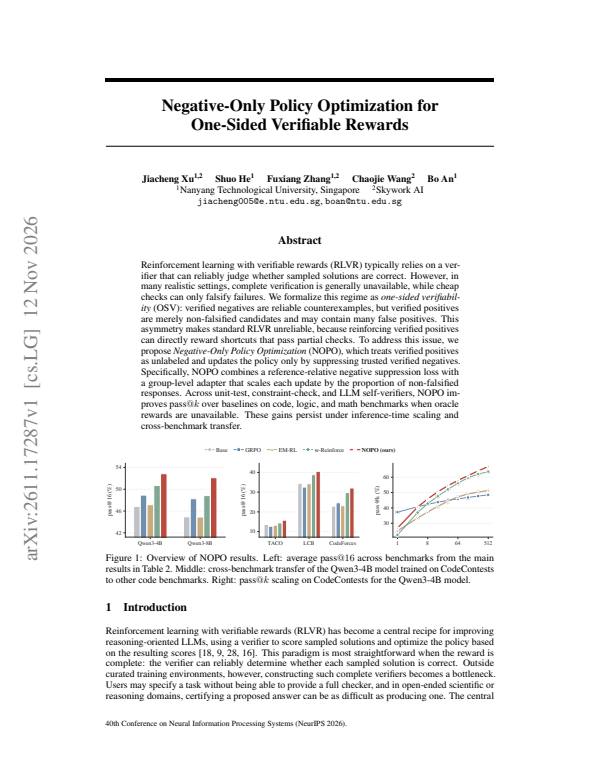 Negative-Only Policy Optimization for
One-Sided Verifiable Rewards
Jiacheng Xu1,2 Shuo He1 Fuxiang Zhang1,2 Chaojie Wang2 Bo An1
1Nanyang Technological University, Singapore 2Skywork AI
jiacheng005@e.ntu.edu.sg, boan@ntu.edu.sg
arXiv:2611.17287v1 [cs.LG] 12 Nov 2026
Abstract
Reinforcement learning with verifiable rewards (RLVR) typically relies on a ver-
ifier that can reliably judge whether sampled solutions are correct. However, in
many realistic settings, complete verification is generally unavailable, while cheap
checks can only falsify failures. We formalize this regime as one-sided verifiabil-
ity (OSV): verified negatives are reliable counterexamples, but verified positives
are merely non-falsified candidates and may contain many false positives. This
asymmetry makes standard RLVR unreliable, because reinforcing verified positives
can directly reward shortcuts that pass partial checks. To address this issue, we
propose Negative-Only Policy Optimization (NOPO), which treats verified positives
as unlabeled and updates the policy only by suppressing trusted verified negatives.
Specifically, NOPO combines a reference-relative negative suppression loss with
a group-level adapter that scales each update by the proportion of non-falsified
responses. Across unit-test, constraint-check, and LLM self-verifiers, NOPO im-
proves pass@k over baselines on code, logic, and math benchmarks when oracle
rewards are unavailable. These gains persist under inference-time scaling and
cross-benchmark transfer.
Base GRPO EM-RL w-Reinforce NOPO (ours)
pass@16 (%)
54
50
46
42
Qwen3-4B Qwen3-8B
pass@16 (%)
40
30
20
10
TACO LCB CodeForces
pass@k (%)
60
50
40
30
1 8 64 512
Figure 1: Overview of NOPO results. Left: average pass@16 across benchmarks from the main
results in Table 2. Middle: cross-benchmark transfer of the Qwen3-4B model trained on CodeContests
to other code benchmarks. Right: pass@k scaling on CodeContests for the Qwen3-4B model.
1 Introduction
Reinforcement learning with verifiable rewards (RLVR) has become a central recipe for improving
reasoning-oriented LLMs, using a verifier to score sampled solutions and optimize the policy based
on the resulting scores [18, 9, 28, 16]. This paradigm is most straightforward when the reward is
complete: the verifier can reliably determine whether each sampled solution is correct. Outside
curated training environments, however, constructing such complete verifiers becomes a bottleneck.
Users may specify a task without being able to provide a full checker, and in open-ended scientific or
reasoning domains, certifying a proposed answer can be as difficult as producing one. The central
40th Conference on Neural Information Processing Systems (NeurIPS 2026).